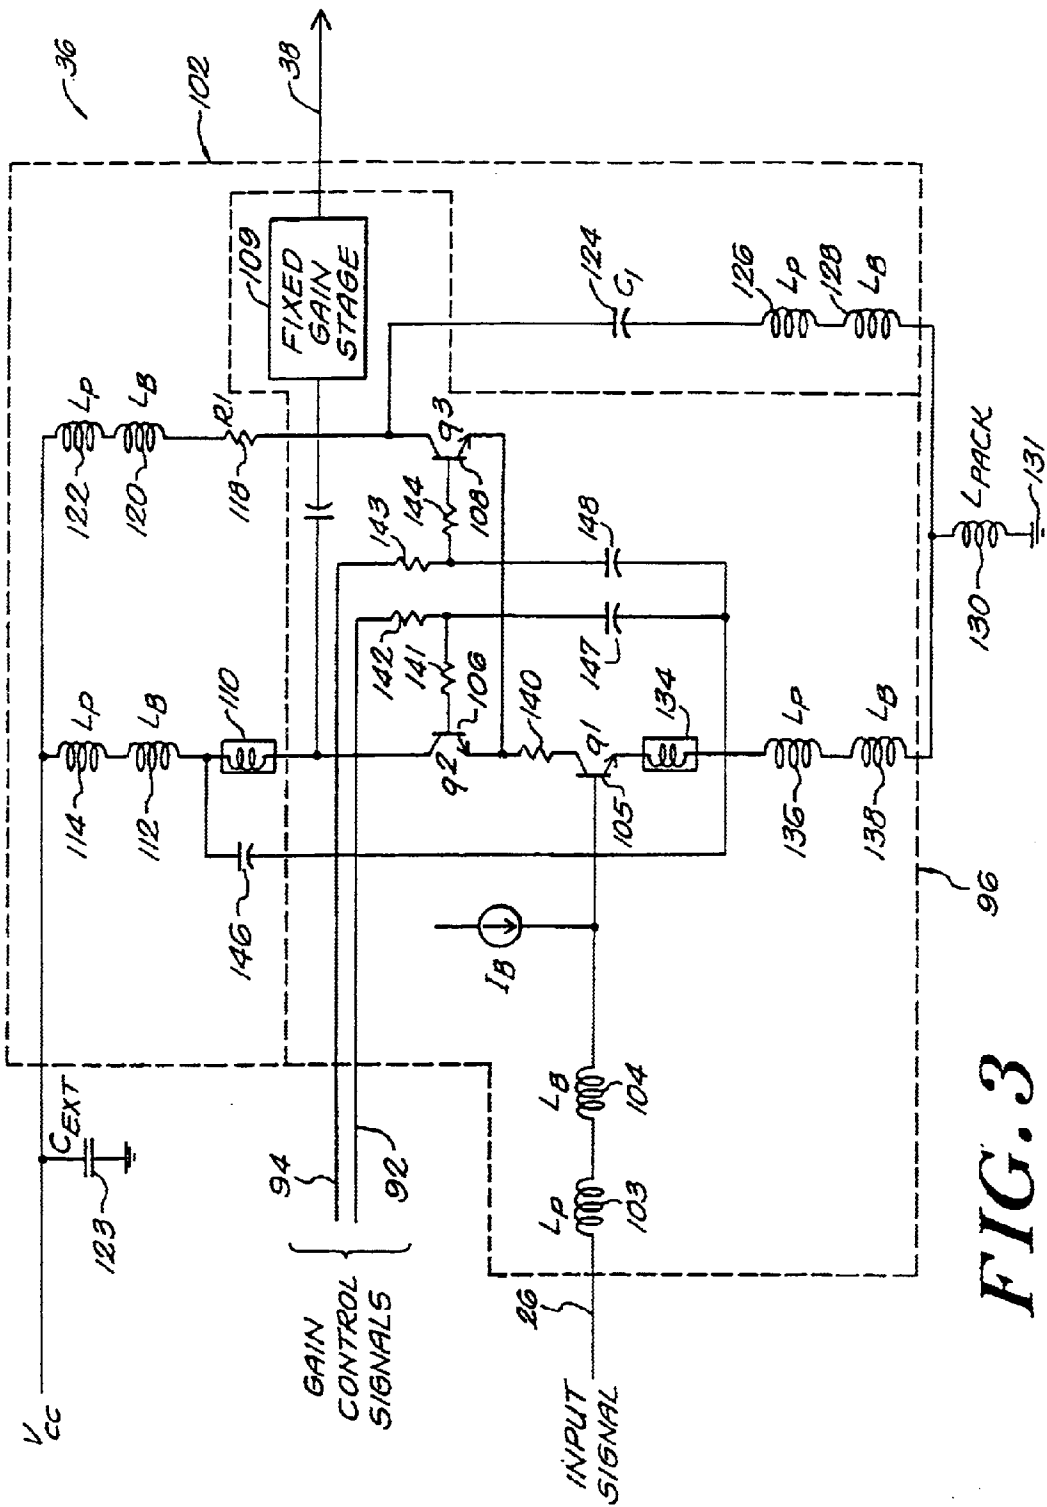 36
102
38
109
FIXED
GAIN
STAGE
122
LP
120
LB
R1
118
124
C1
126
LP
128
LB
114
LP
112
LB
110
143
144
108
q3
142
141
106
q2
148
147
140
q1
105
134
LPACK
130
131
136
LP
138
LB
146
IB
96
CEXT
123
VCC
94
92
GAIN
CONTROL
SIGNALS
LP
103
LB
104
26
INPUT
SIGNAL
FIG. 3